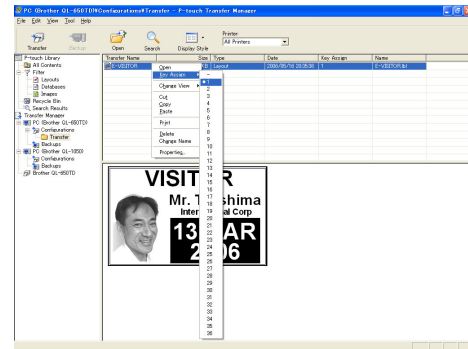 PC (Brother QL-650TD)¥Configurations¥Transfer - P-touch Transfer Manager
File Edit View Tool Help
Transfer Backup Open Search Display Style
Printer
All Printers
P-touch Library
All Contents
Filter
Layouts
Databases
Images
Recycle Bin
Search Results
Transfer Manager
PC (Brother QL-650TD)
Configurations
Transfer
Backups
PC (Brother QL-1050)
Configurations
Backups
Brother QL-650TD
Transfer Name Size Type Date Key Assign Name
E-VISITOR KB Layout 2006/05/16 20:05:38 1 E-VISITOR.lbl
Open
Key Assign
Change View
Cut
Copy
Paste
Print
Delete
Change Name
Properties...
-
1
2
3
4
5
6
7
8
9
10
11
12
13
14
15
16
17
18
19
20
21
22
23
24
25
26
27
28
29
30
31
32
33
34
35
36
VISIT R
Mr. T shima
Inter al Corp
13 AR
2 06